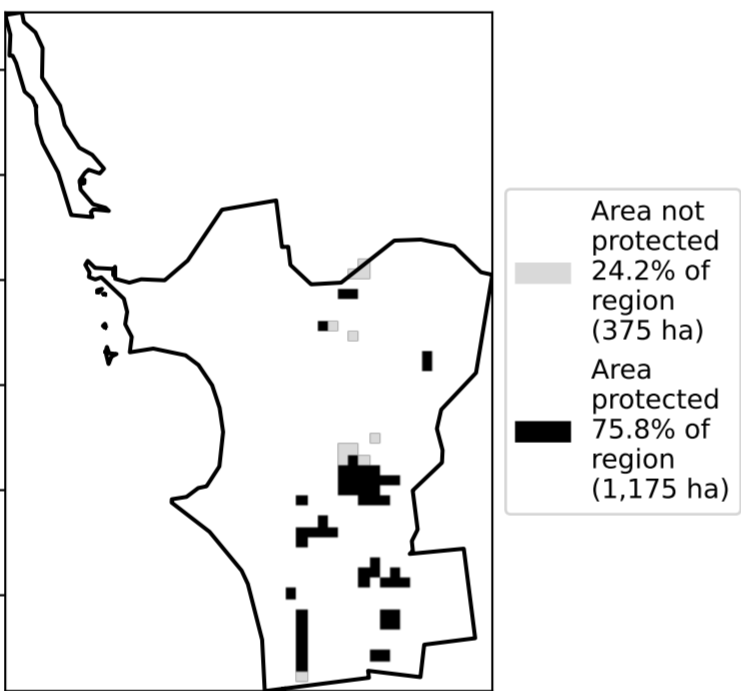 Area not
protected
24.2% of
region
(375 ha)
Area
protected
75.8% of
region
(1,175 ha)